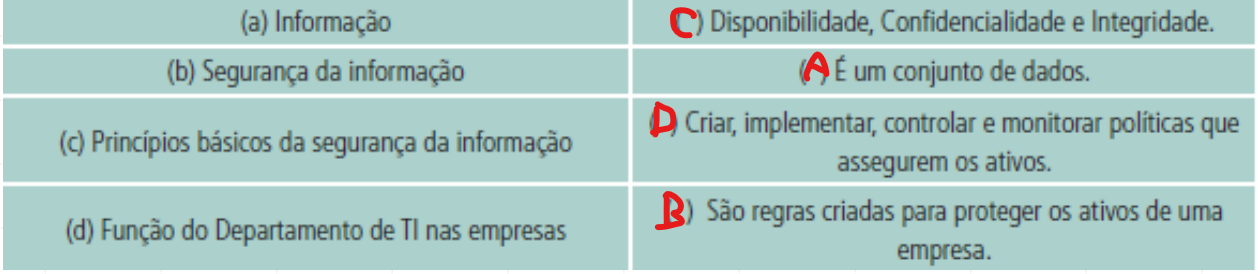 (a) Informação
(C) Disponibilidade, Confidencialidade e Integridade.
(b) Segurança da informação
(A) É um conjunto de dados.
(c) Princípios básicos da segurança da informação
(D) Criar, implementar, controlar e monitorar políticas que
assegurem os ativos.
(d) Função do Departamento de TI nas empresas
(B) São regras criadas para proteger os ativos de uma
empresa.